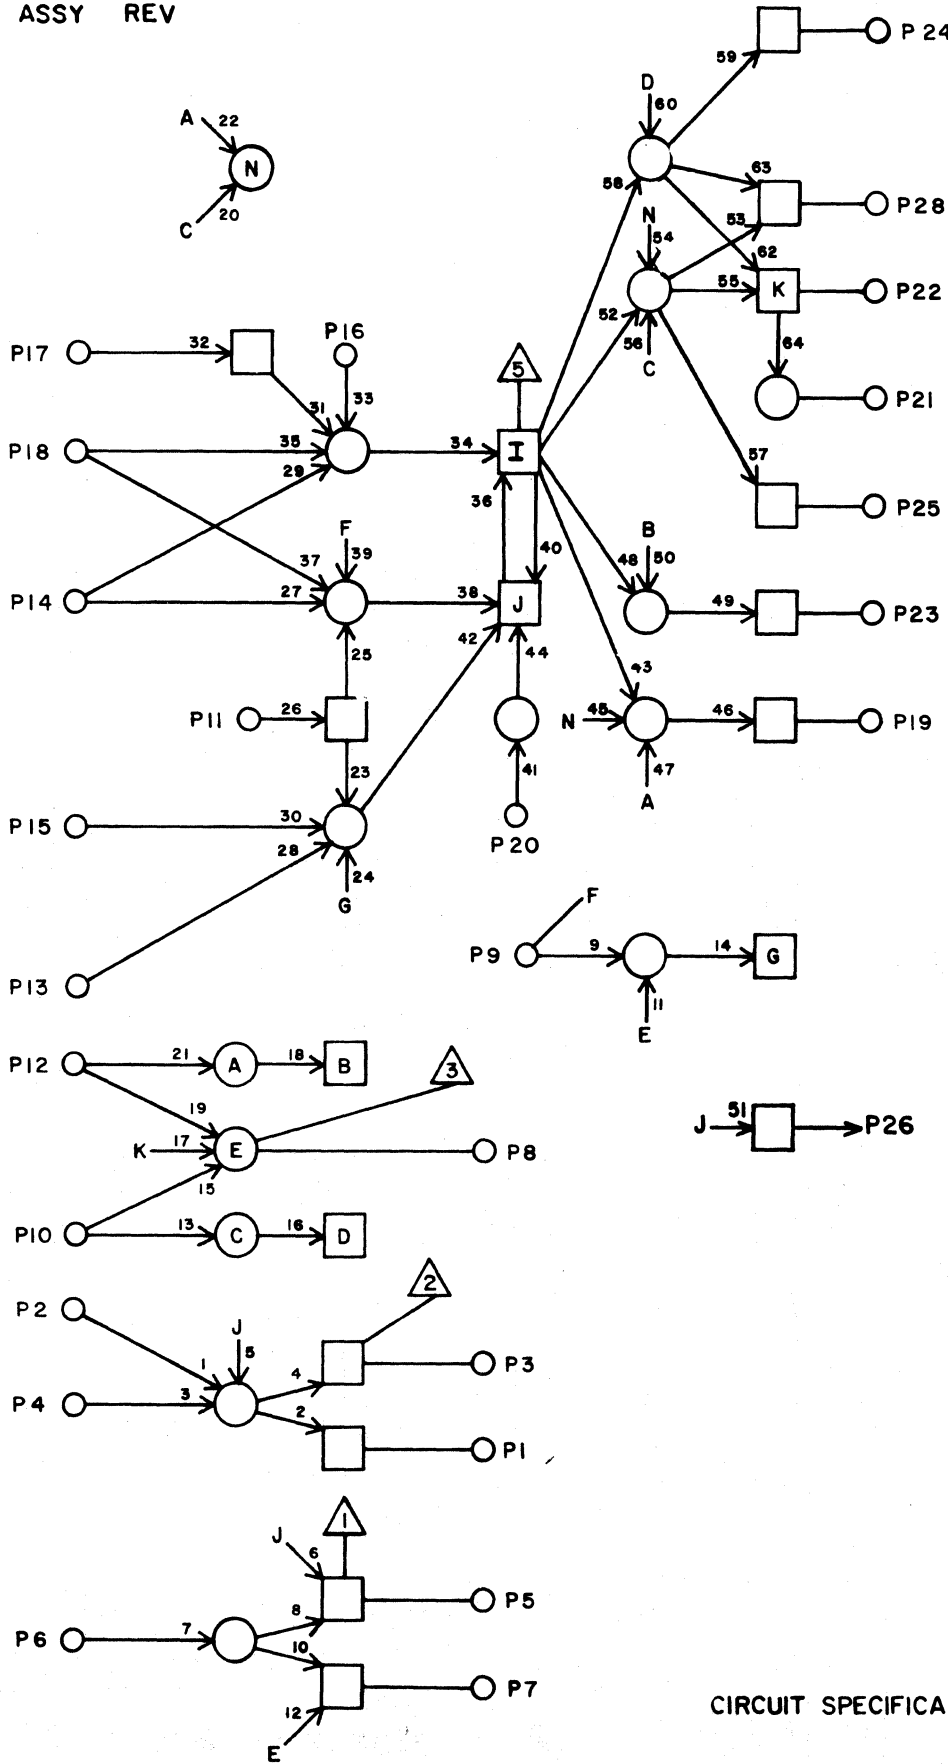 ASSY REV
P 24
59
D
60
A 22
N
63
58
20
C
N
53
P28
54
62
55
K
P22
52
56
C
64
P16
P17
32
5
P21
31
33
P18
35
34
I
57
29
36
P25
F
B
37
39
40
48
50
P14
27
38
J
49
P23
42
25
44
43
P11
26
N
45
46
P19
23
41
47
A
P15
30
28
P20
24
G
F
P9
9
14
G
P13
11
E
P12
21
A
18
B
3
19
J
51
P26
K
17
E
P8
15
P10
13
C
16
D
2
P2
J
5
P3
1
4
P4
3
2
P1
1
J
6
8
P5
P6
7
10
P7
12
E
CIRCUIT SPECIFICA